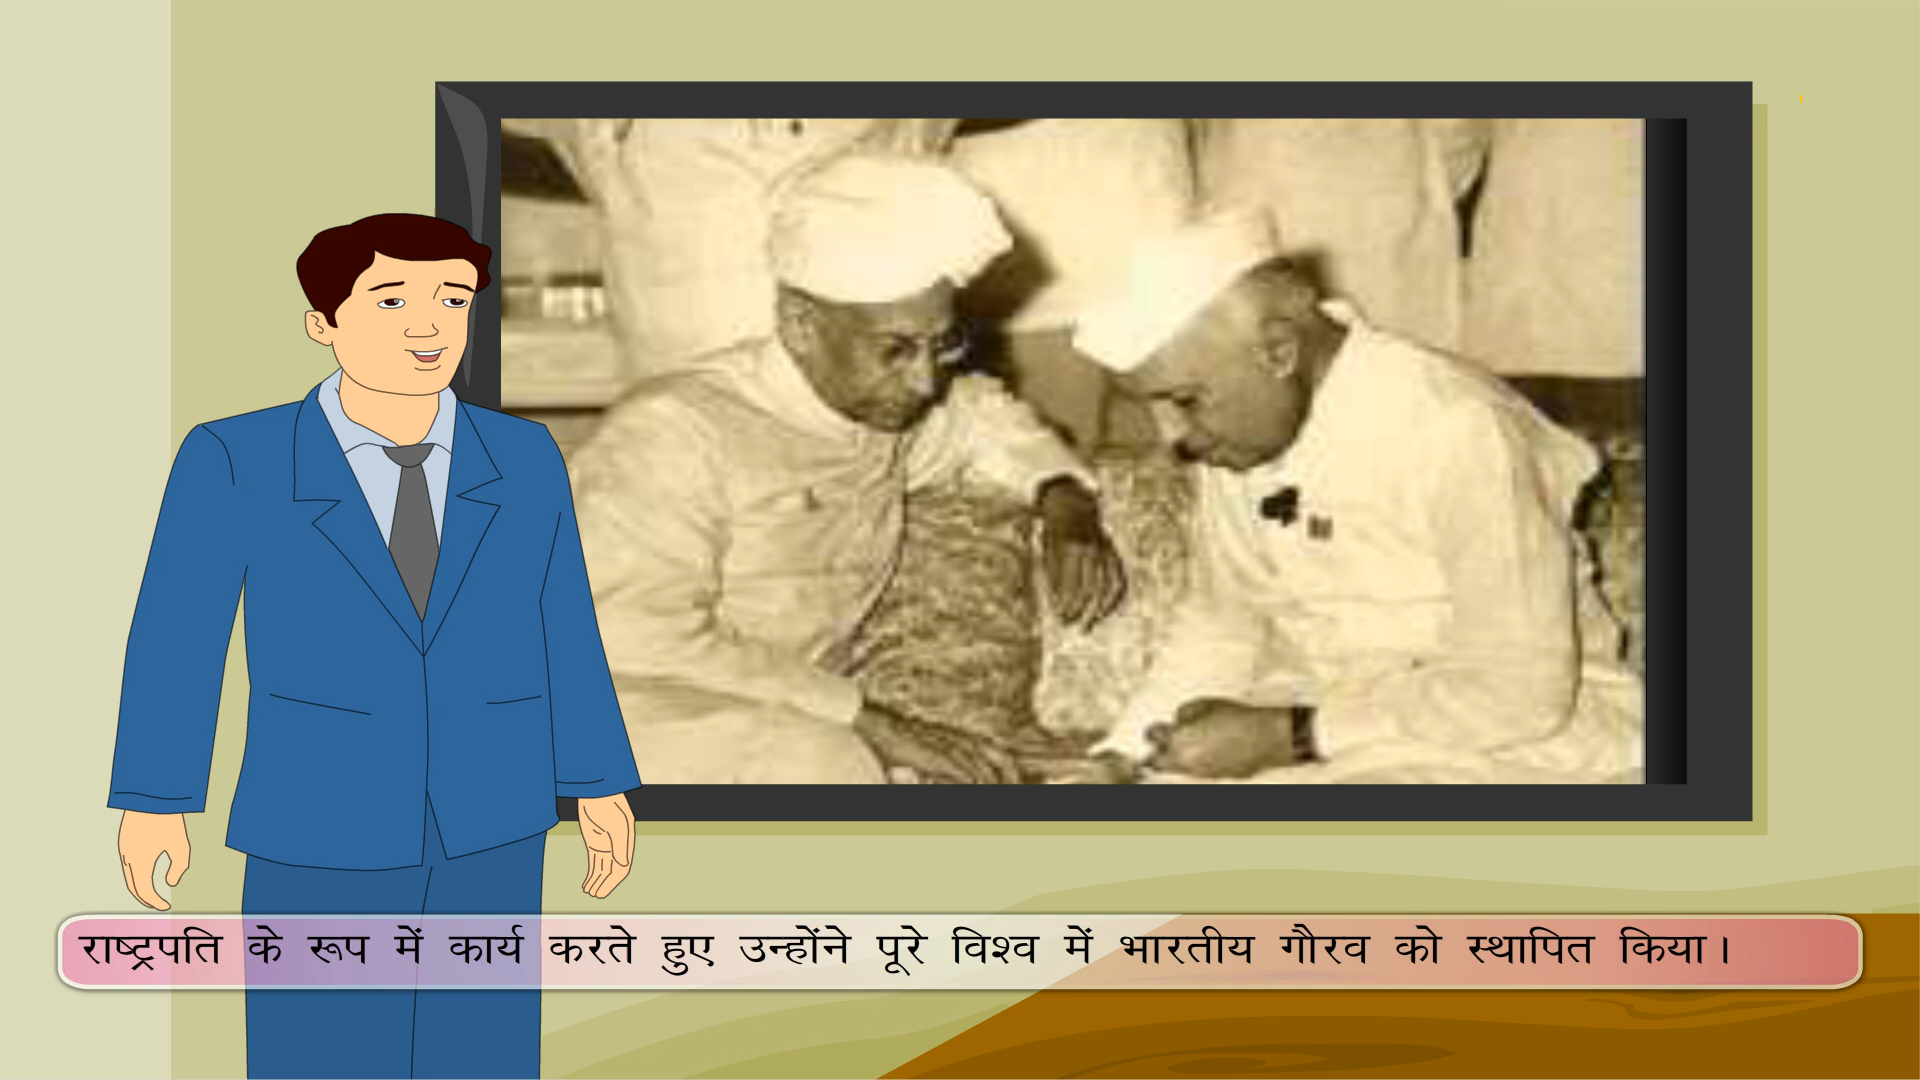 राष्ट्रपति के रूप में कार्य करते हुए उन्होंने पूरे विश्व में भारतीय गौरव को स्थापित किया।